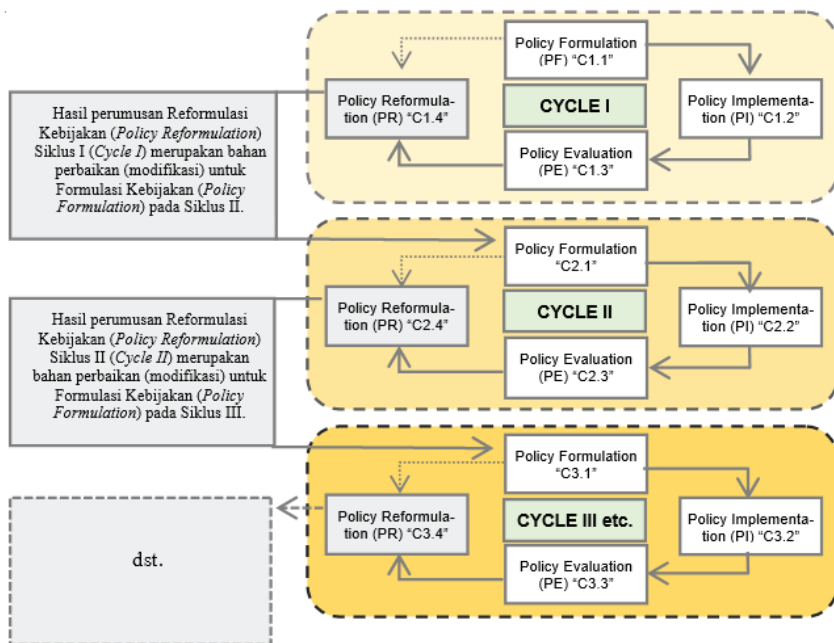 Policy Formulation
(PF) “C1.1”
Policy Reformula-
tion (PR) “C1.4”
CYCLE I
Policy Implementa-
tion (PI) “C1.2”
Policy Evaluation
(PE) “C1.3”
Hasil perumusan Reformulasi
Kebijakan (Policy Reformulation)
Siklus I (Cycle I) merupakan bahan
perbaikan (modifikasi) untuk
Formulasi Kebijakan (Policy
Formulation) pada Siklus II.
Policy Formulation
“C2.1”
Policy Reformula-
tion (PR) “C2.4”
CYCLE II
Policy Implementa-
tion (PI) “C2.2”
Policy Evaluation
(PE) “C2.3”
Hasil perumusan Reformulasi
Kebijakan (Policy Reformulation)
Siklus II (Cycle II) merupakan
bahan perbaikan (modifikasi) untuk
Formulasi Kebijakan (Policy
Formulation) pada Siklus III.
Policy Formulation
“C3.1”
Policy Reformula-
tion (PR) “C3.4”
CYCLE III etc.
Policy Implementa-
tion (PI) “C3.2”
Policy Evaluation
(PE) “C3.3”
dst.